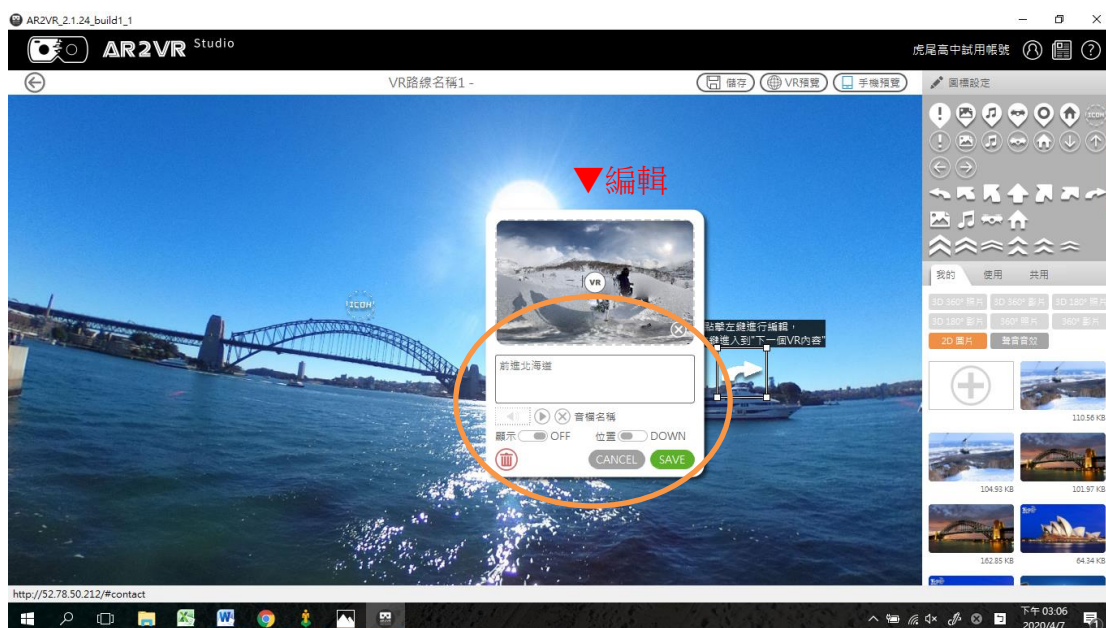 AR2VR_2.1.24_build1_1
AR2VR Studio
虎尾高中試用帳號
VR路線名稱1 -
儲存
VR預覽
手機預覽
圖標設定
ICON
▼編輯
VR
ICON
點擊左鍵進行編輯，
鍵進入到"下一個VR內容"
前進北海道
音檔名稱
顯示 OFF 位置 DOWN
CANCEL SAVE
我的 使用 共用
3D 360° 照片 3D 360° 影片 3D 180° 照片
3D 180° 影片 360° 照片 360° 影片
2D 圖片 聲音音效
110.56 KB
104.93 KB 101.97 KB
162.85 KB 64.34 KB
http://52.78.50.212/#contact
下午 03:06
2020/4/7